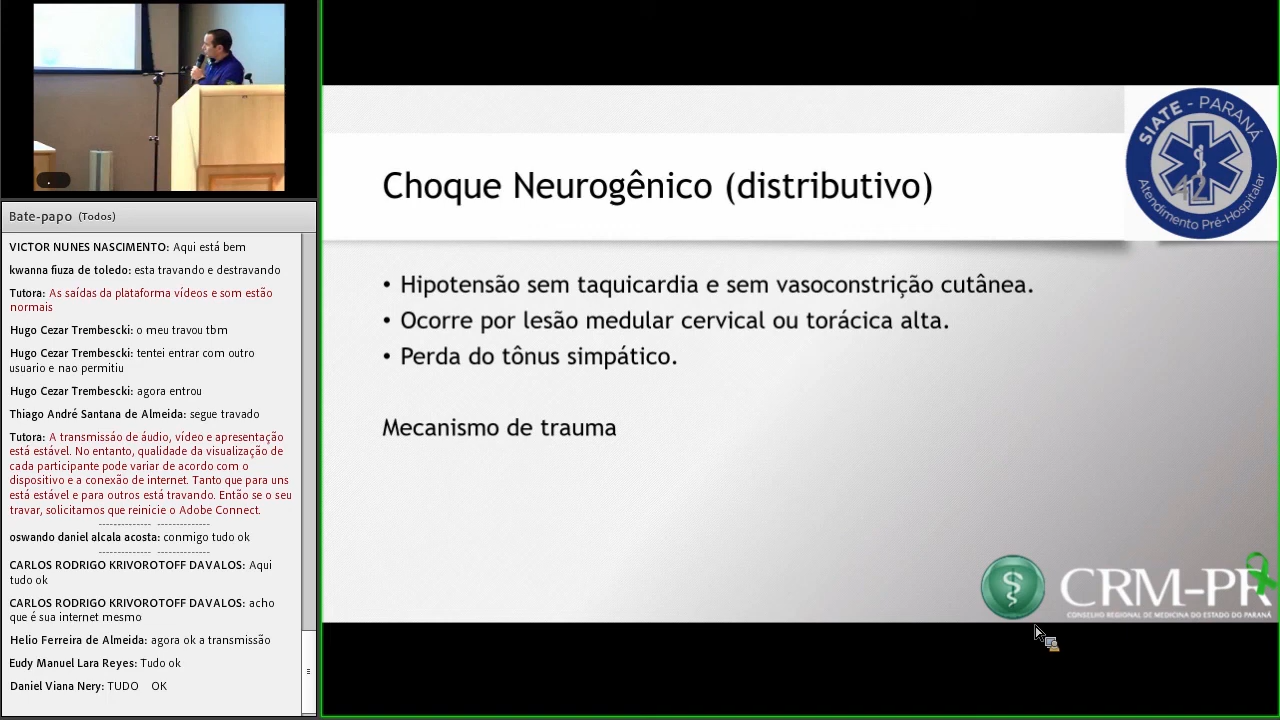 Bate-papo (Todos)
VICTOR NUNES NASCIMENTO: Aqui está bem
kwanna fiuza de toledo: esta travando e destravando
Tutora: As saídas da plataforma vídeos e som estão
normais
Hugo Cezar Trembescki: o meu travou tbm
Hugo Cezar Trembescki: tentei entrar com outro
usuario e nao permitiu
Hugo Cezar Trembescki: agora entrou
Thiago André Santana de Almeida: segue travado
Tutora: A transmissáo de áudio, vídeo e apresentação
está estável. No entanto, qualidade da visualização de
cada participante pode variar de acordo com o
dispositivo e a conexão de internet. Tanto que para uns
está estável e para outros está travando. Então se o seu
travar, solicitamos que reinicie o Adobe Connect.
-------------- --------------
oswando daniel alcala acosta: conmigo tudo ok
-------------- --------------
CARLOS RODRIGO KRIVOROTOFF DAVALOS: Aqui
tudo ok
CARLOS RODRIGO KRIVOROTOFF DAVALOS: acho
que é sua internet mesmo
Helio Ferreira de Almeida: agora ok a transmissão
Eudy Manuel Lara Reyes: Tudo ok
Daniel Viana Nery: TUDO OK
Choque Neurogênico (distributivo)
SIATE - PARANÁ
42
Atendimento Pré-Hospitalar
• Hipotensão sem taquicardia e sem vasoconstrição cutânea.
• Ocorre por lesão medular cervical ou torácica alta.
• Perda do tônus simpático.
Mecanismo de trauma
CRM-PR
CONSELHO REGIONAL DE MEDICINA DO ESTADO DO PARANÁ